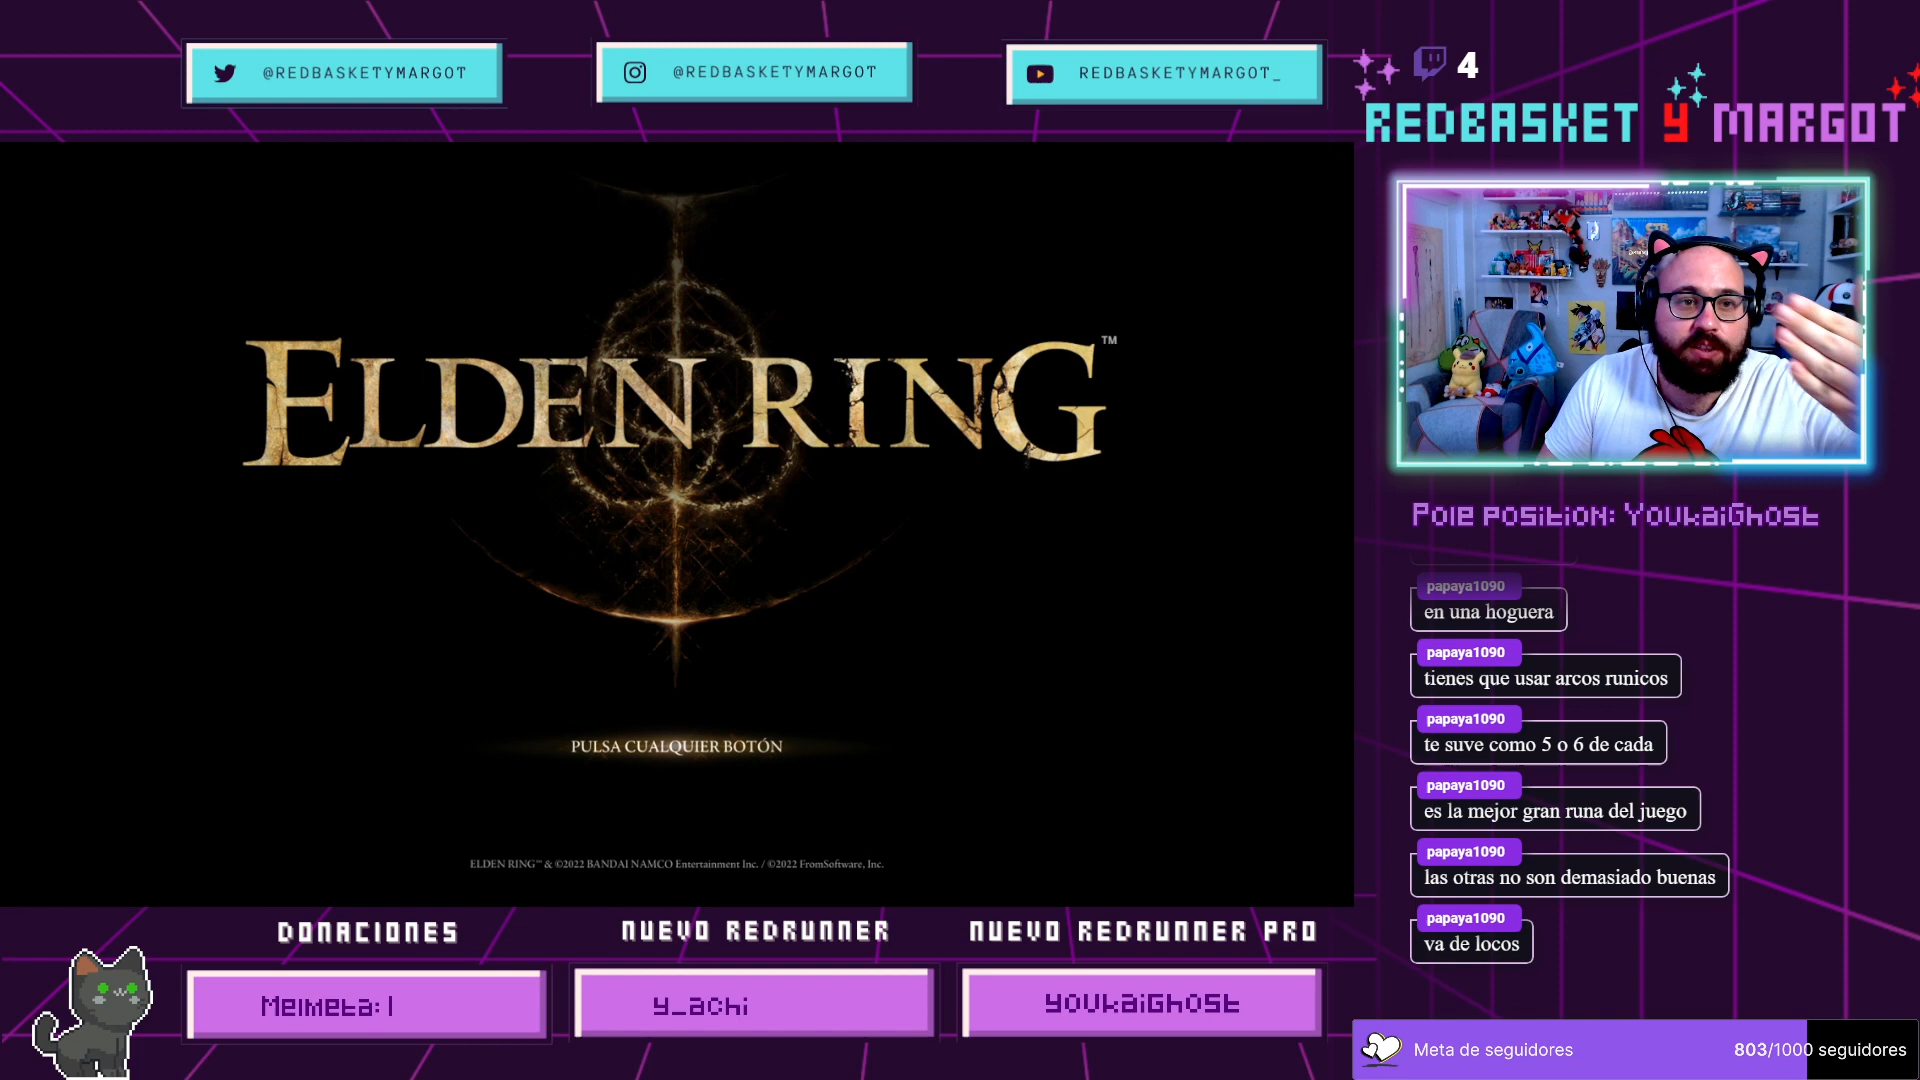 @REDBASKETYMARGOT
@REDBASKETYMARGOT
REDBASKETYMARGOT_
4
REDBASKET Y MARGOT
ELDEN RING™
PULSA CUALQUIER BOTÓN
ELDEN RING™ & ©2022 BANDAI NAMCO Entertainment Inc. / ©2022 FromSoftware, Inc.
Pole position: YoukaiGhost
papaya1090
en una hoguera
papaya1090
tienes que usar arcos runicos
papaya1090
te suve como 5 o 6 de cada
papaya1090
es la mejor gran runa del juego
papaya1090
las otras no son demasiado buenas
papaya1090
va de locos
DONACIONES
Melmeta: 1
NUEVO REDRUNNER
y_achi
NUEVO REDRUNNER PRO
youkaighost
Meta de seguidores
803/1000 seguidores